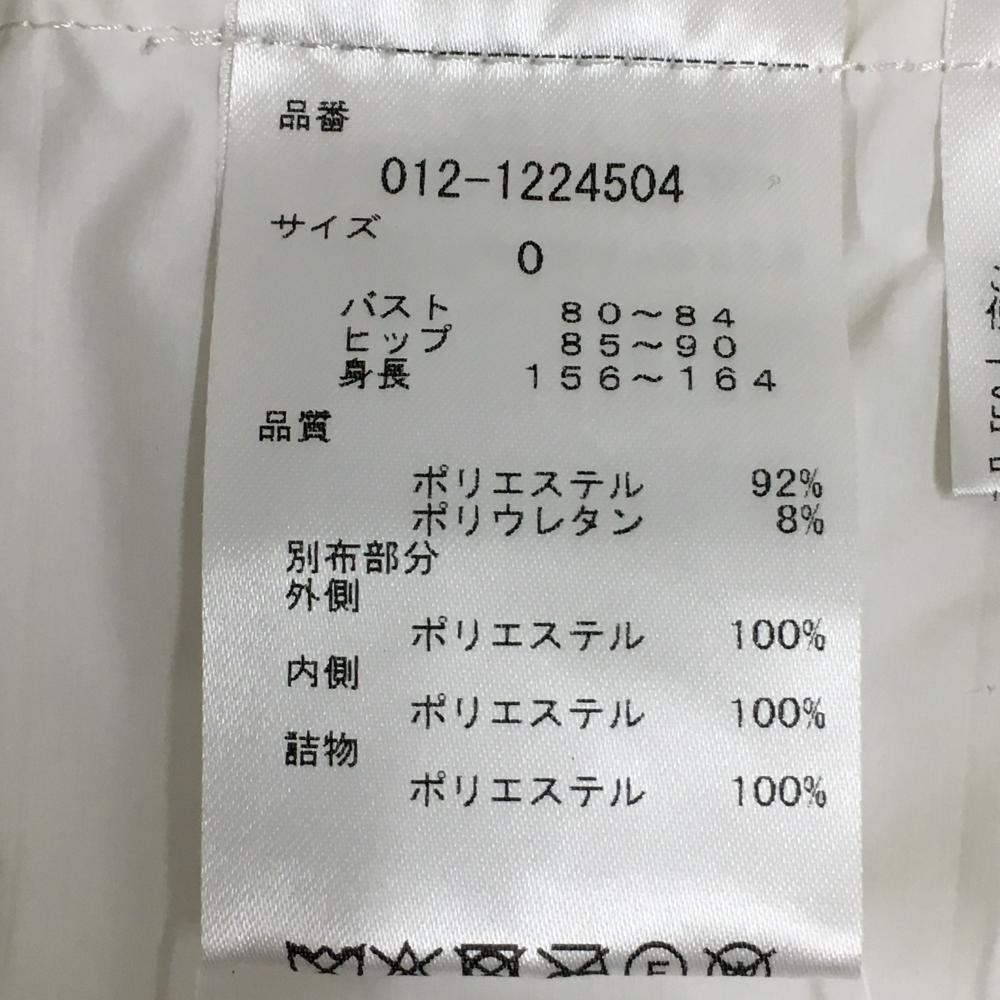 品番
012-1224504
サイズ
0
バスト 80～84
ヒップ 85～90
身長 156～164
品質
ポリエステル 92%
ポリウレタン 8%
別布部分
外側
ポリエステル 100%
内側
ポリエステル 100%
詰物
ポリエステル 100%